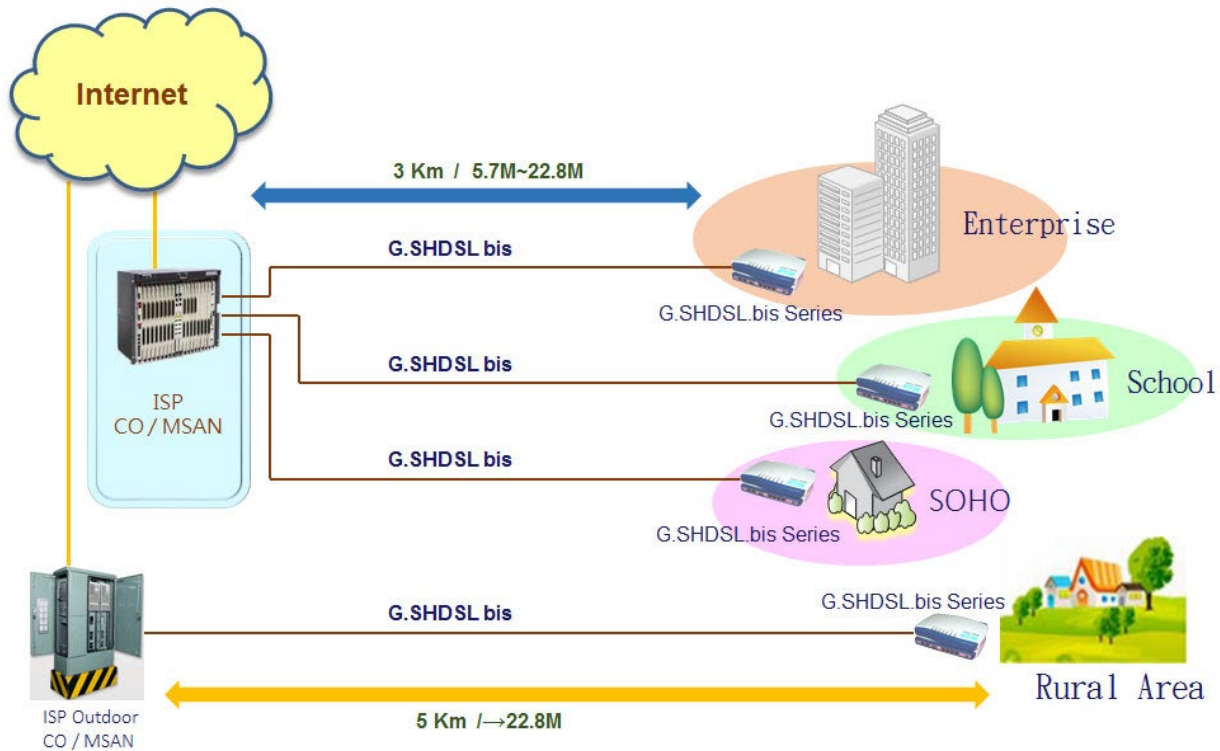 Internet
3 Km / 5.7M~22.8M
Enterprise
G.SHDSL bis
G.SHDSL.bis Series
G.SHDSL bis
School
ISP
CO / MSAN
G.SHDSL.bis Series
G.SHDSL bis
SOHO
G.SHDSL.bis Series
G.SHDSL.bis Series
G.SHDSL bis
Rural Area
5 Km /→22.8M
ISP Outdoor
CO / MSAN